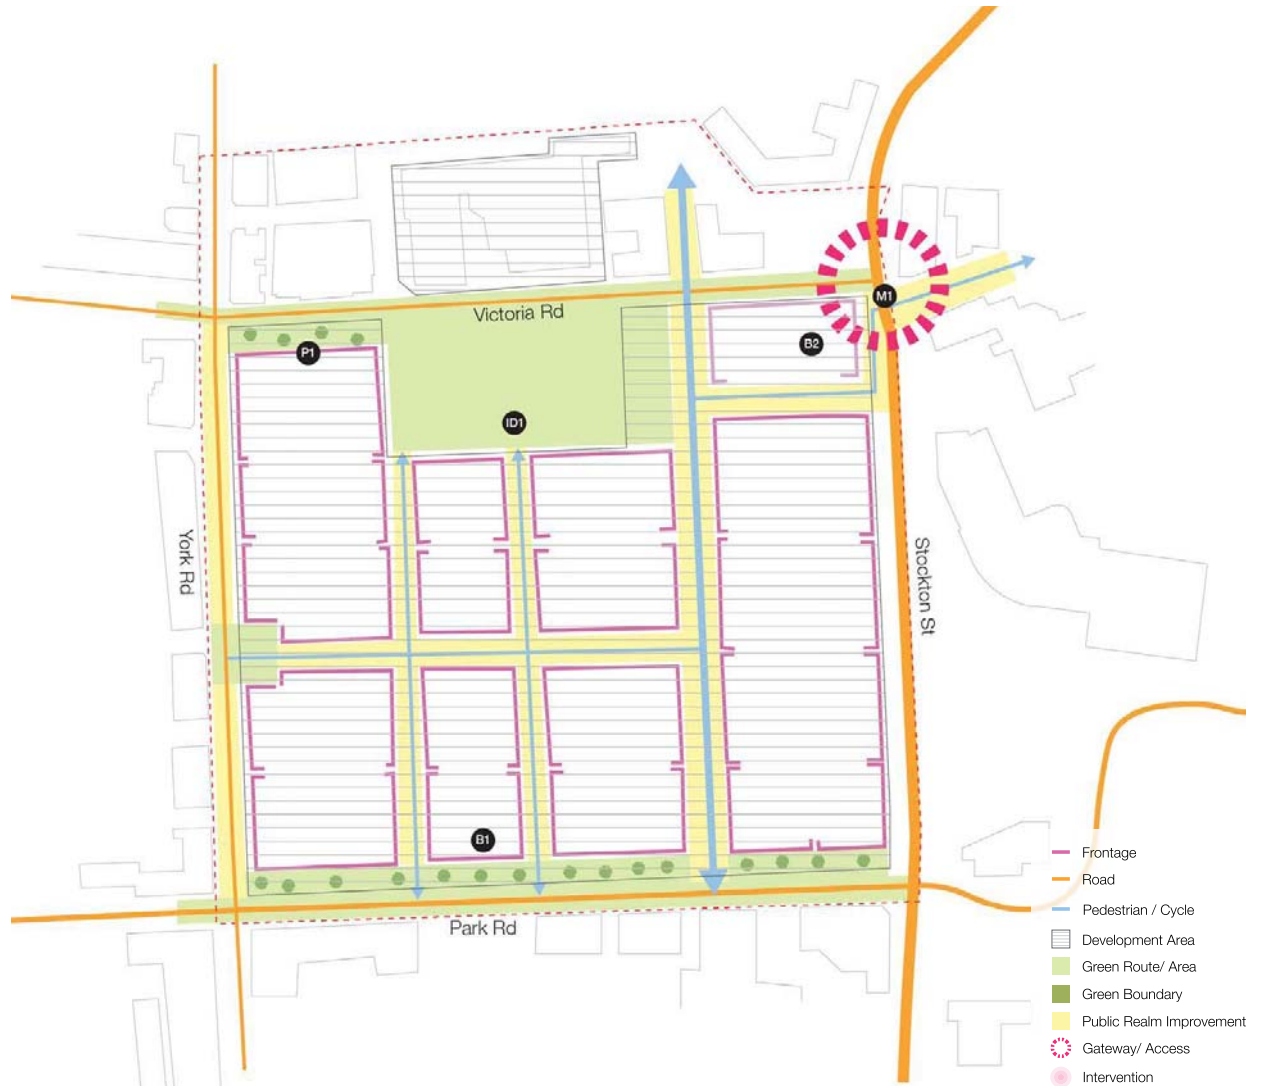 M1
Victoria Rd
B2
P1
ID1
York Rd
Stockton St
B1
Park Rd
Frontage
Road
Pedestrian / Cycle
Development Area
Green Route/ Area
Green Boundary
Public Realm Improvement
Gateway/ Access
Intervention